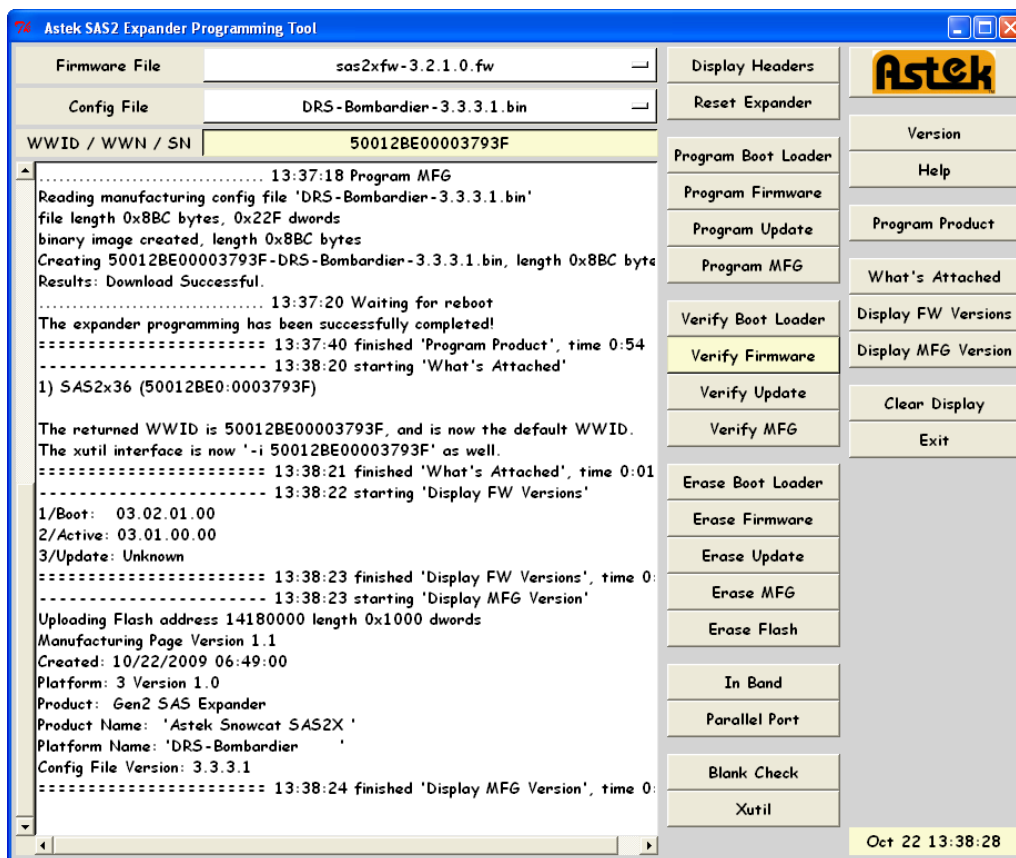 Astek SAS2 Expander Programming Tool
Firmware File
sas2xfw-3.2.1.0.fw
Config File
DRS-Bombardier-3.3.3.1.bin
WWID / WWN / SN
50012BE00003793F
.................................. 13:37:18 Program MFG
Reading manufacturing config file 'DRS-Bombardier-3.3.3.1.bin'
file length 0x8BC bytes, 0x22F dwords
binary image created, length 0x8BC bytes
Creating 50012BE00003793F-DRS-Bombardier-3.3.3.1.bin, length 0x8BC byte
Results: Download Successful.
.................................. 13:37:20 Waiting for reboot
The expander programming has been successfully completed!
======================= 13:37:40 finished 'Program Product', time 0:54
----------------------- 13:38:20 starting 'What's Attached'
1) SAS2x36 (50012BE0:0003793F)
The returned WWID is 50012BE00003793F, and is now the default WWID.
The xutil interface is now '-i 50012BE00003793F' as well.
======================= 13:38:21 finished 'What's Attached', time 0:01
----------------------- 13:38:22 starting 'Display FW Versions'
1/Boot: 03.02.01.00
2/Active: 03.01.00.00
3/Update: Unknown
======================= 13:38:23 finished 'Display FW Versions', time 0:
----------------------- 13:38:23 starting 'Display MFG Version'
Uploading Flash address 14180000 length 0x1000 dwords
Manufacturing Page Version 1.1
Created: 10/22/2009 06:49:00
Platform: 3 Version 1.0
Product: Gen2 SAS Expander
Product Name: 'Astek Snowcat SAS2X '
Platform Name: 'DRS-Bombardier      '
Config File Version: 3.3.3.1
======================= 13:38:24 finished 'Display MFG Version', time 0:
Display Headers
Reset Expander
Program Boot Loader
Program Firmware
Program Update
Program MFG
Verify Boot Loader
Verify Firmware
Verify Update
Verify MFG
Erase Boot Loader
Erase Firmware
Erase Update
Erase MFG
Erase Flash
In Band
Parallel Port
Blank Check
Xutil
Astek
Version
Help
Program Product
What's Attached
Display FW Versions
Display MFG Version
Clear Display
Exit
Oct 22 13:38:28